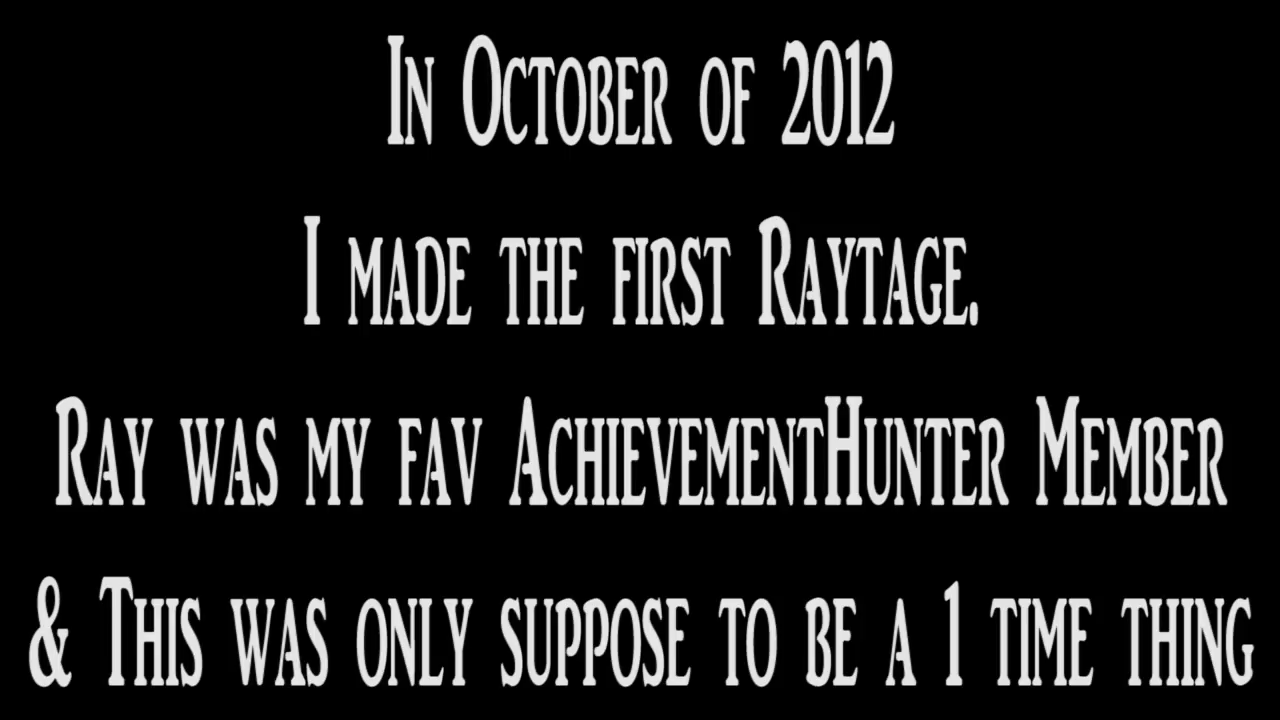 In October of 2012
I made the first Raytage.
Ray was my fav AchievementHunter Member
& This was only suppose to be a 1 time thing